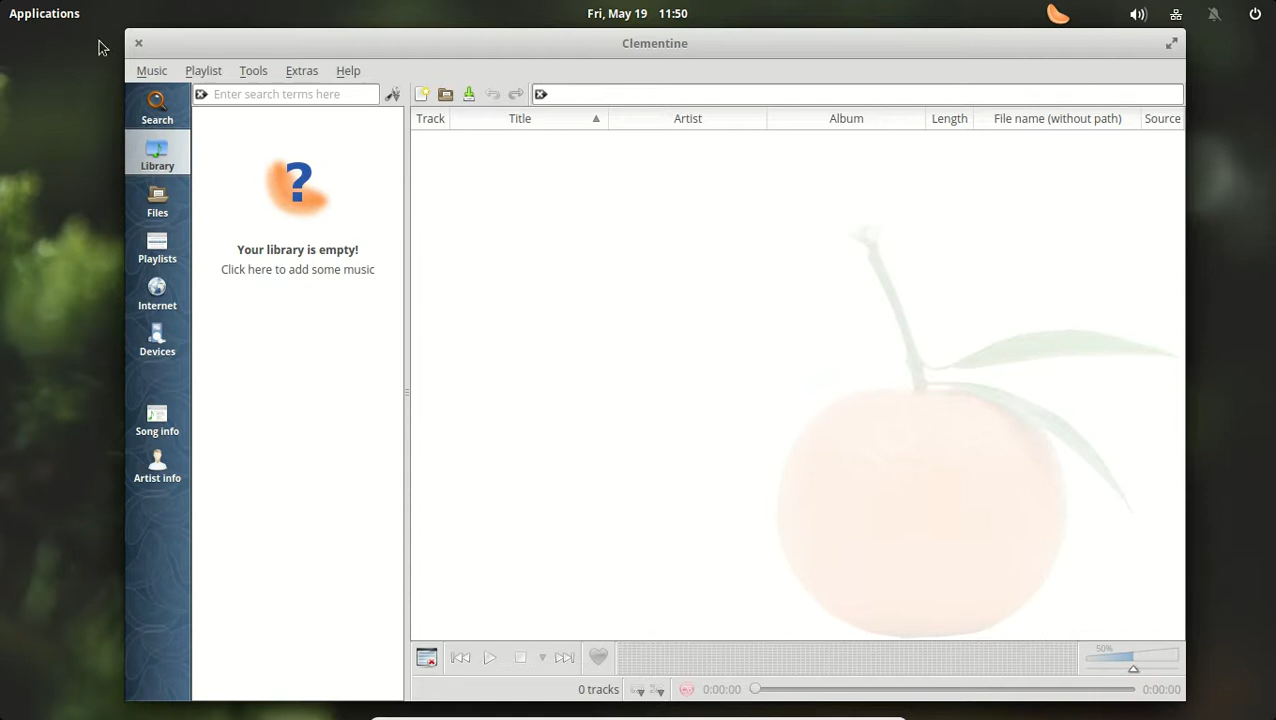 Applications
Fri, May 19 11:50
Clementine
Music Playlist Tools Extras Help
Enter search terms here
Search
Library
Files
Playlists
Internet
Devices
Song info
Artist info
?
Your library is empty!
Click here to add some music
Track Title Artist Album Length File name (without path) Source
50%
0 tracks 0:00:00 0:00:00